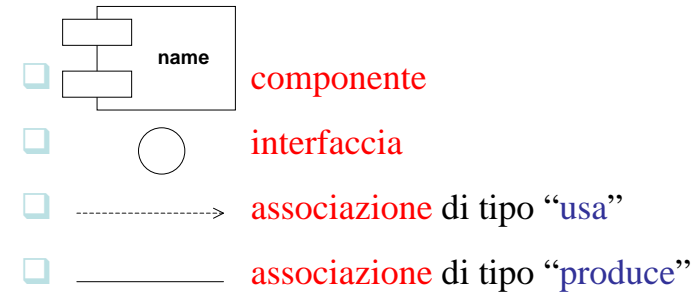 name
componente
interfaccia
associazione di tipo “usa”
associazione di tipo “produce”